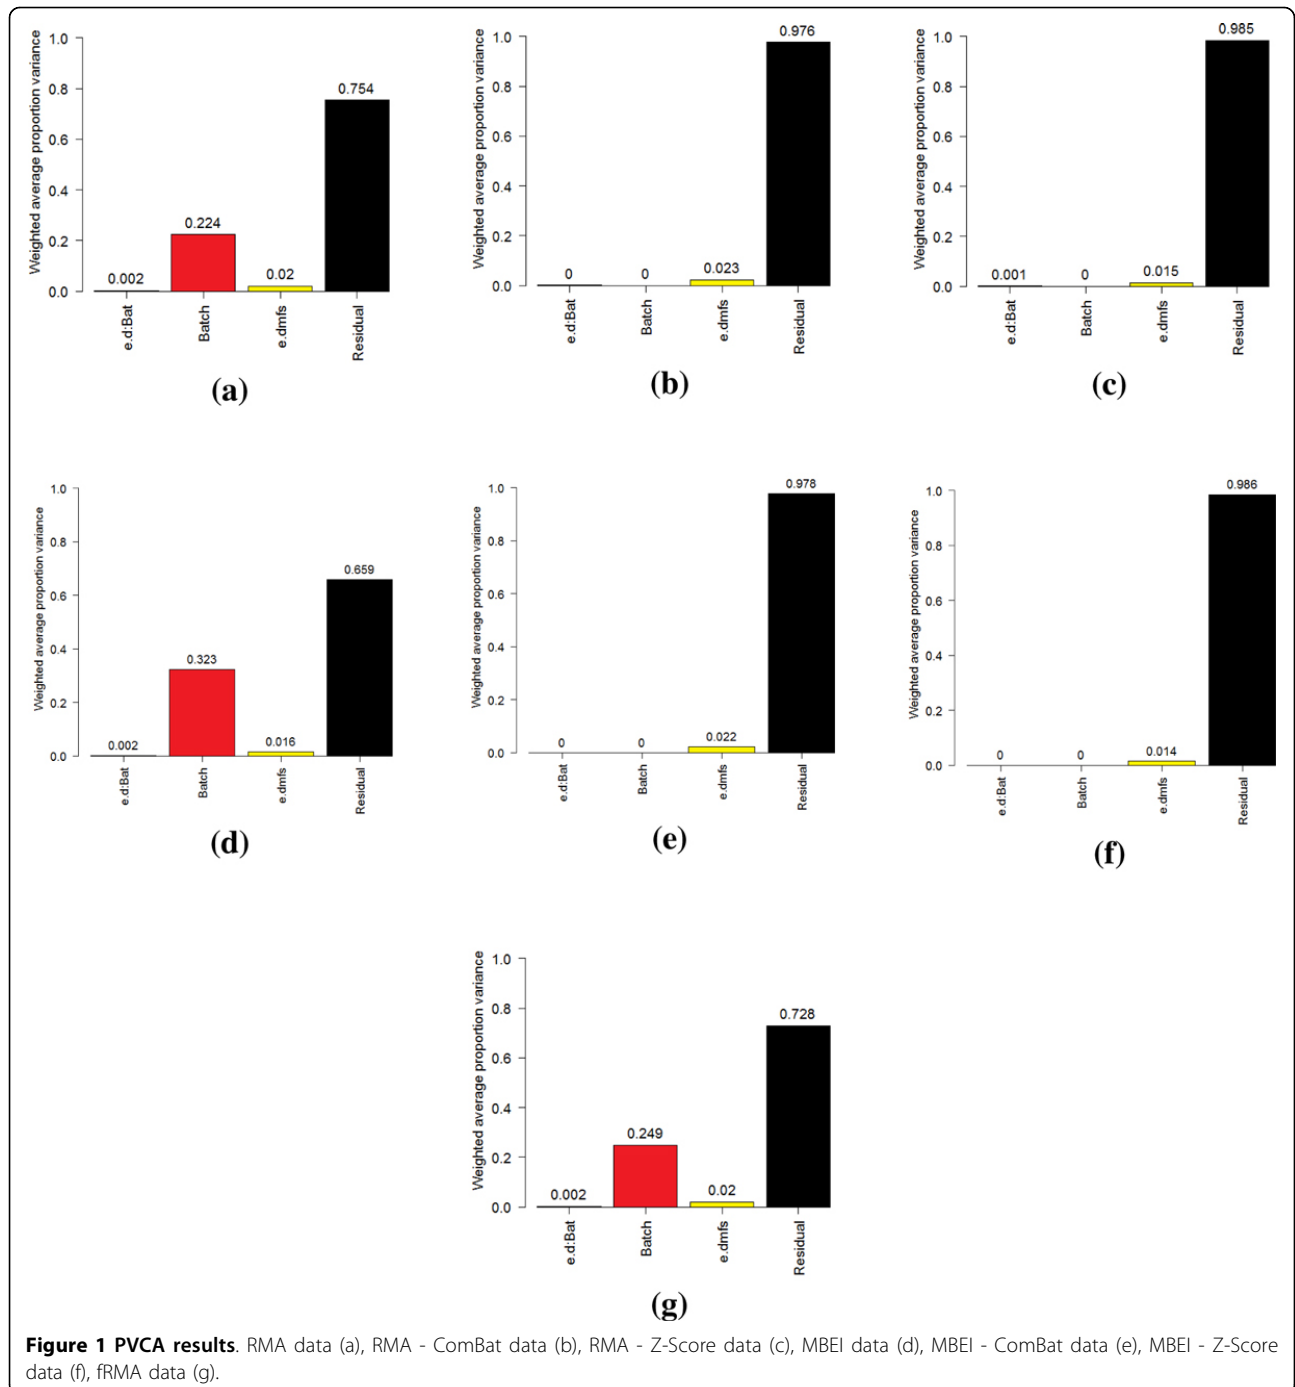 Weighted average proportion variance
1.0
0.8
0.6
0.4
0.2
0.0
0.002
0.224
0.02
0.754
e.d:Bat
Batch
e.dmfs
Residual
(a)
Weighted average proportion variance
1.0
0.8
0.6
0.4
0.2
0.0
0
0
0.023
0.976
e.d:Bat
Batch
e.dmfs
Residual
(b)
Weighted average proportion variance
1.0
0.8
0.6
0.4
0.2
0.0
0.001
0
0.015
0.985
e.d:Bat
Batch
e.dmfs
Residual
(c)
Weighted average proportion variance
1.0
0.8
0.6
0.4
0.2
0.0
0.002
0.323
0.016
0.659
e.d:Bat
Batch
e.dmfs
Residual
(d)
Weighted average proportion variance
1.0
0.8
0.6
0.4
0.2
0.0
0
0
0.022
0.978
e.d:Bat
Batch
e.dmfs
Residual
(e)
Weighted average proportion variance
1.0
0.8
0.6
0.4
0.2
0.0
0
0
0.014
0.986
e.d:Bat
Batch
e.dmfs
Residual
(f)
Weighted average proportion variance
1.0
0.8
0.6
0.4
0.2
0.0
0.002
0.249
0.02
0.728
e.d:Bat
Batch
e.dmfs
Residual
(g)
Figure 1 PVCA results. RMA data (a), RMA - ComBat data (b), RMA - Z-Score data (c), MBEI data (d), MBEI - ComBat data (e), MBEI - Z-Score
data (f), fRMA data (g).